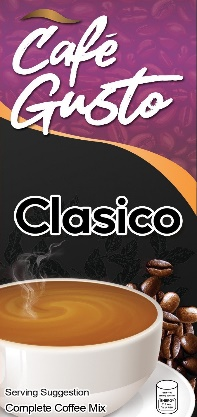 Café
Gusto
Clasico
Serving Suggestion
Complete Coffee Mix